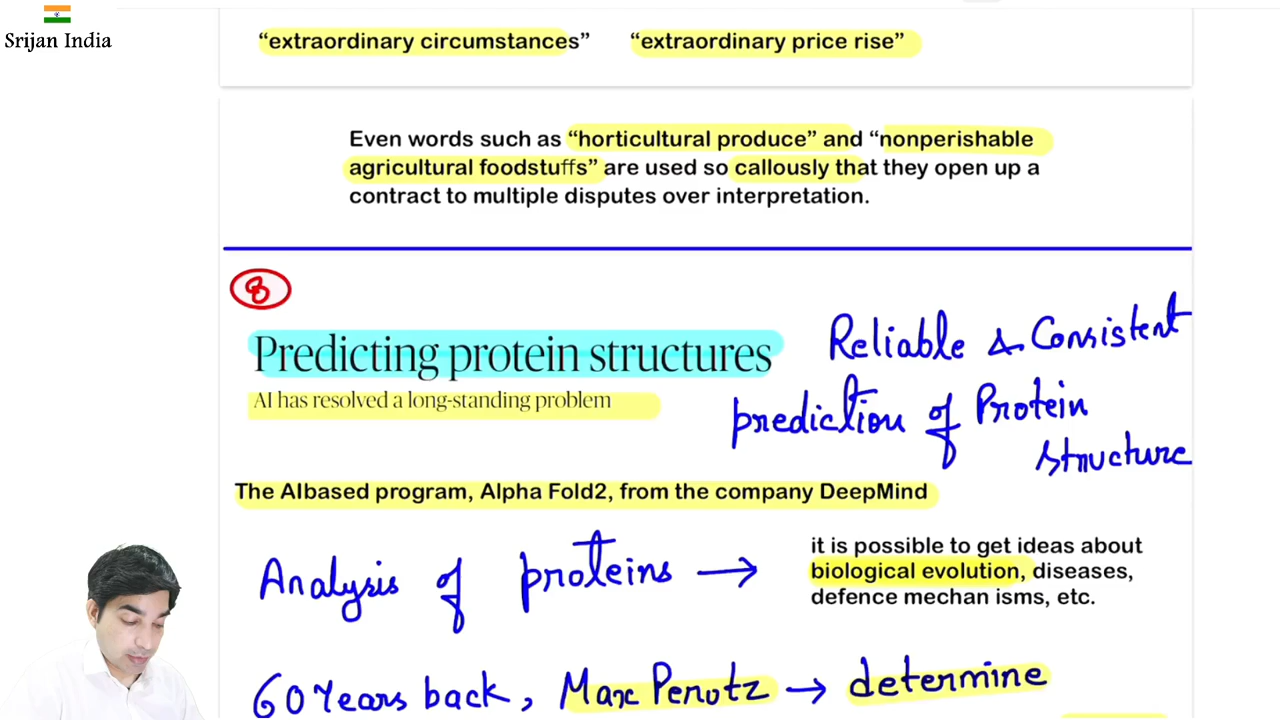 Srijan India
“extraordinary circumstances” “extraordinary price rise”
Even words such as “horticultural produce” and “nonperishable
agricultural foodstuffs” are used so callously that they open up a
contract to multiple disputes over interpretation.
8
Predicting protein structures
AI has resolved a long-standing problem
Reliable & Consistent
prediction of Protein
structure
The AIbased program, Alpha Fold2, from the company DeepMind
Analysis of proteins →
it is possible to get ideas about
biological evolution, diseases,
defence mechan isms, etc.
60 Years back, Max Perutz → determine